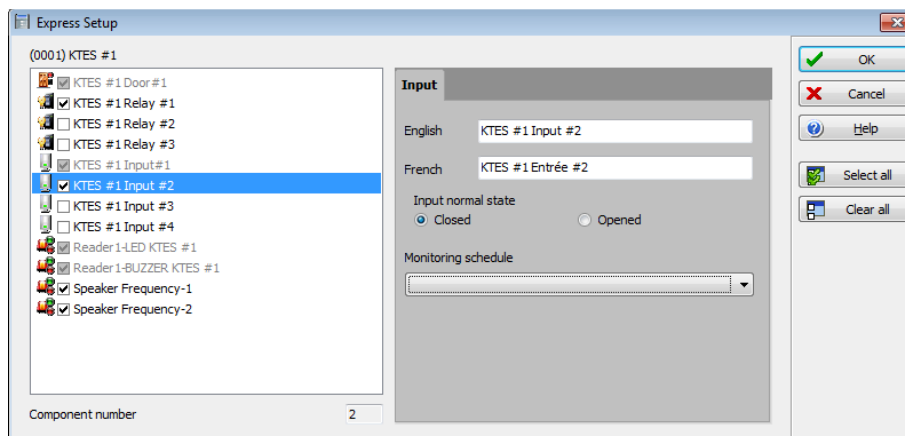 Express Setup
(0001) KTES #1
KTES #1 Door#1
KTES #1 Relay #1
KTES #1 Relay #2
KTES #1 Relay #3
KTES #1 Input#1
KTES #1 Input #2
KTES #1 Input #3
KTES #1 Input #4
Reader1-LED KTES #1
Reader1-BUZZER KTES #1
Speaker Frequency-1
Speaker Frequency-2
Component number 2
Input
English KTES #1 Input #2
French KTES #1 Entrée #2
Input normal state
Closed Opened
Monitoring schedule
OK
Cancel
Help
Select all
Clear all